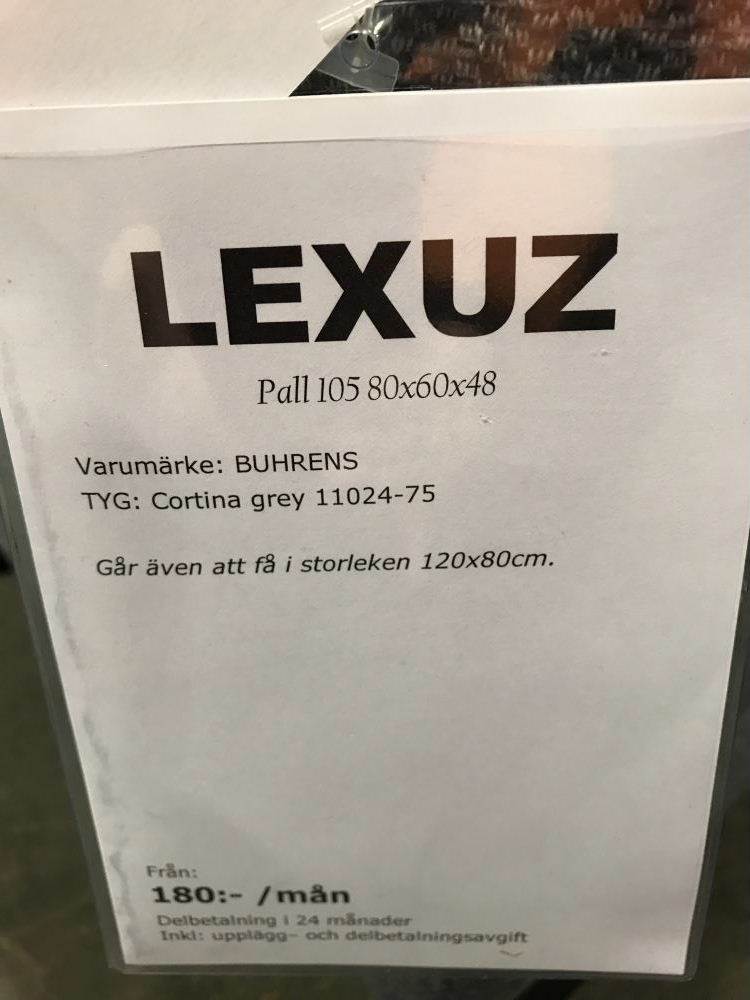 LEXUZ
Pall 105 80x60x48
Varumärke: BUHRENS
TYG: Cortina grey 11024-75
Går även att få i storleken 120x80cm.
Från:
180:- /mån
Delbetalning i 24 månader
Inkl: upplägg- och delbetalningsavgift